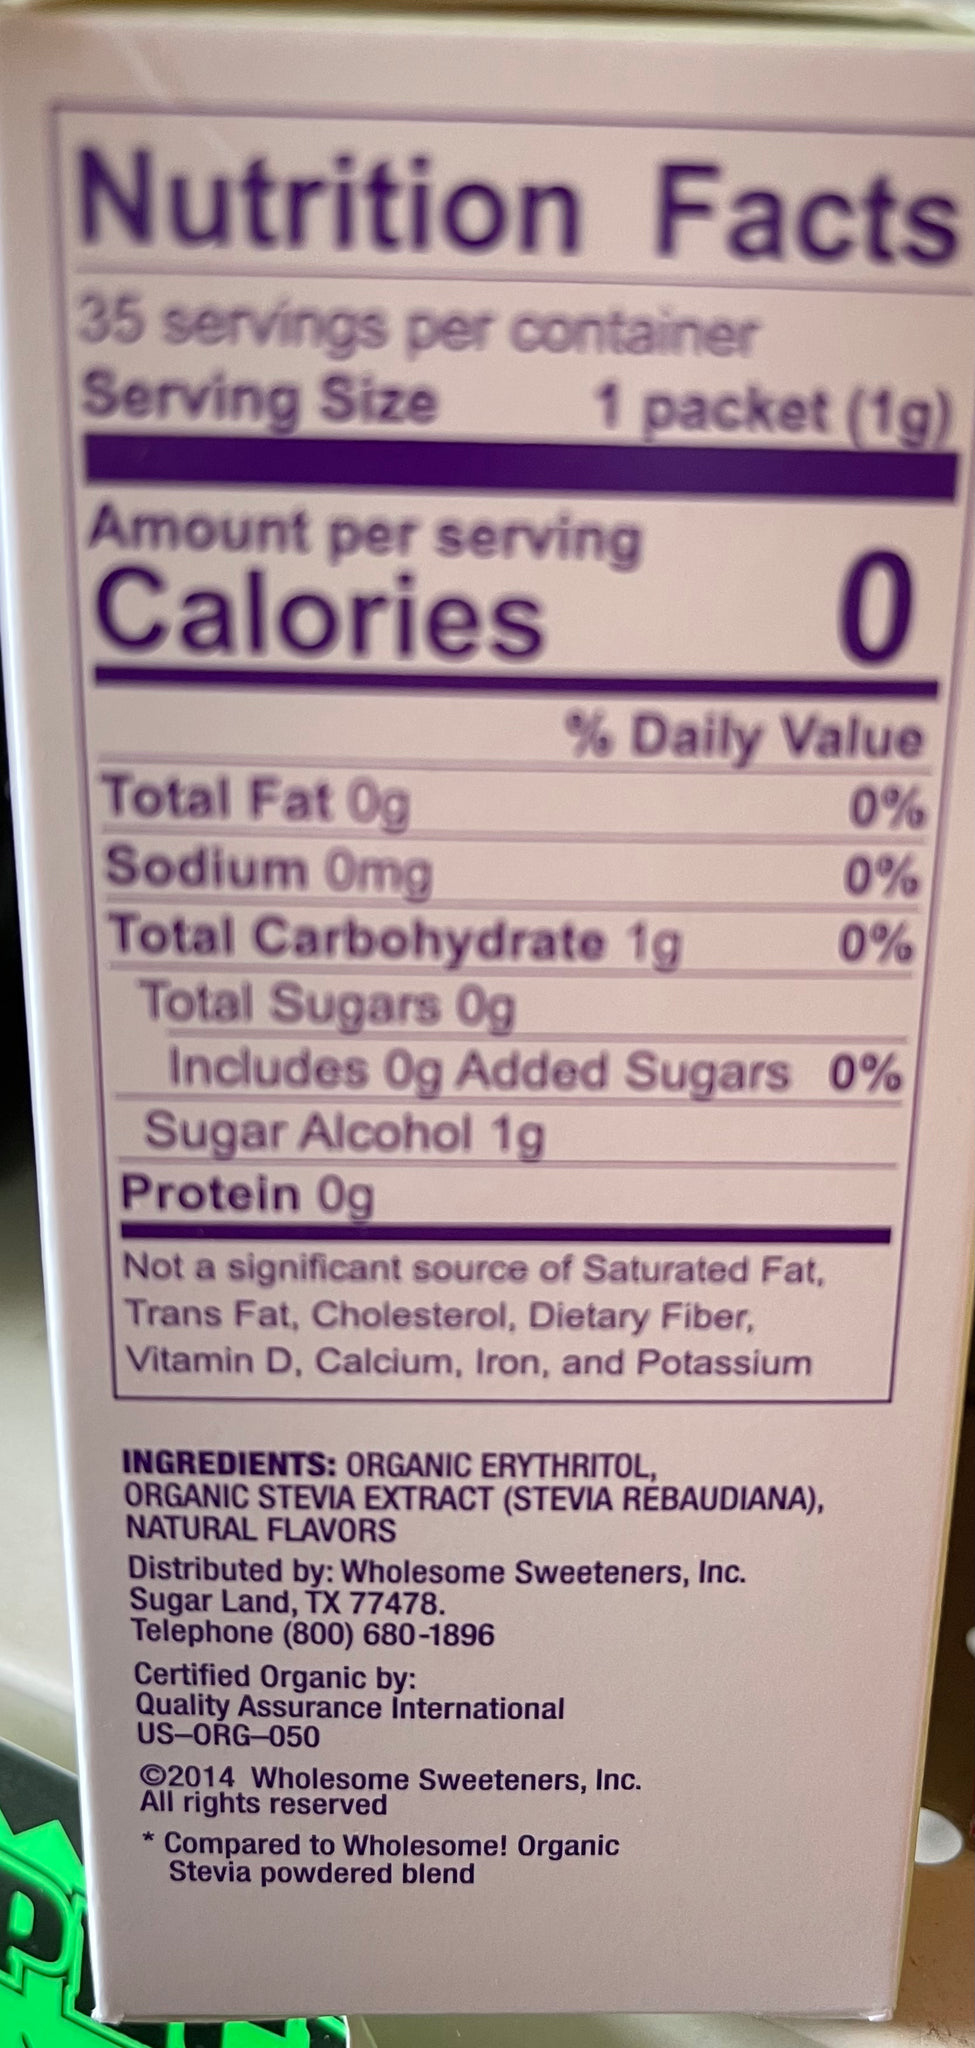 Nutrition Facts
35 servings per container
Serving Size 1 packet (1g)
Amount per serving
Calories 0
% Daily Value
Total Fat 0g 0%
Sodium 0mg 0%
Total Carbohydrate 1g 0%
Total Sugars 0g
Includes 0g Added Sugars 0%
Sugar Alcohol 1g
Protein 0g
Not a significant source of Saturated Fat,
Trans Fat, Cholesterol, Dietary Fiber,
Vitamin D, Calcium, Iron, and Potassium
INGREDIENTS: ORGANIC ERYTHRITOL,
ORGANIC STEVIA EXTRACT (STEVIA REBAUDIANA),
NATURAL FLAVORS
Distributed by: Wholesome Sweeteners, Inc.
Sugar Land, TX 77478.
Telephone (800) 680-1896
Certified Organic by:
Quality Assurance International
US–ORG–050
©2014 Wholesome Sweeteners, Inc.
All rights reserved
* Compared to Wholesome! Organic
Stevia powdered blend